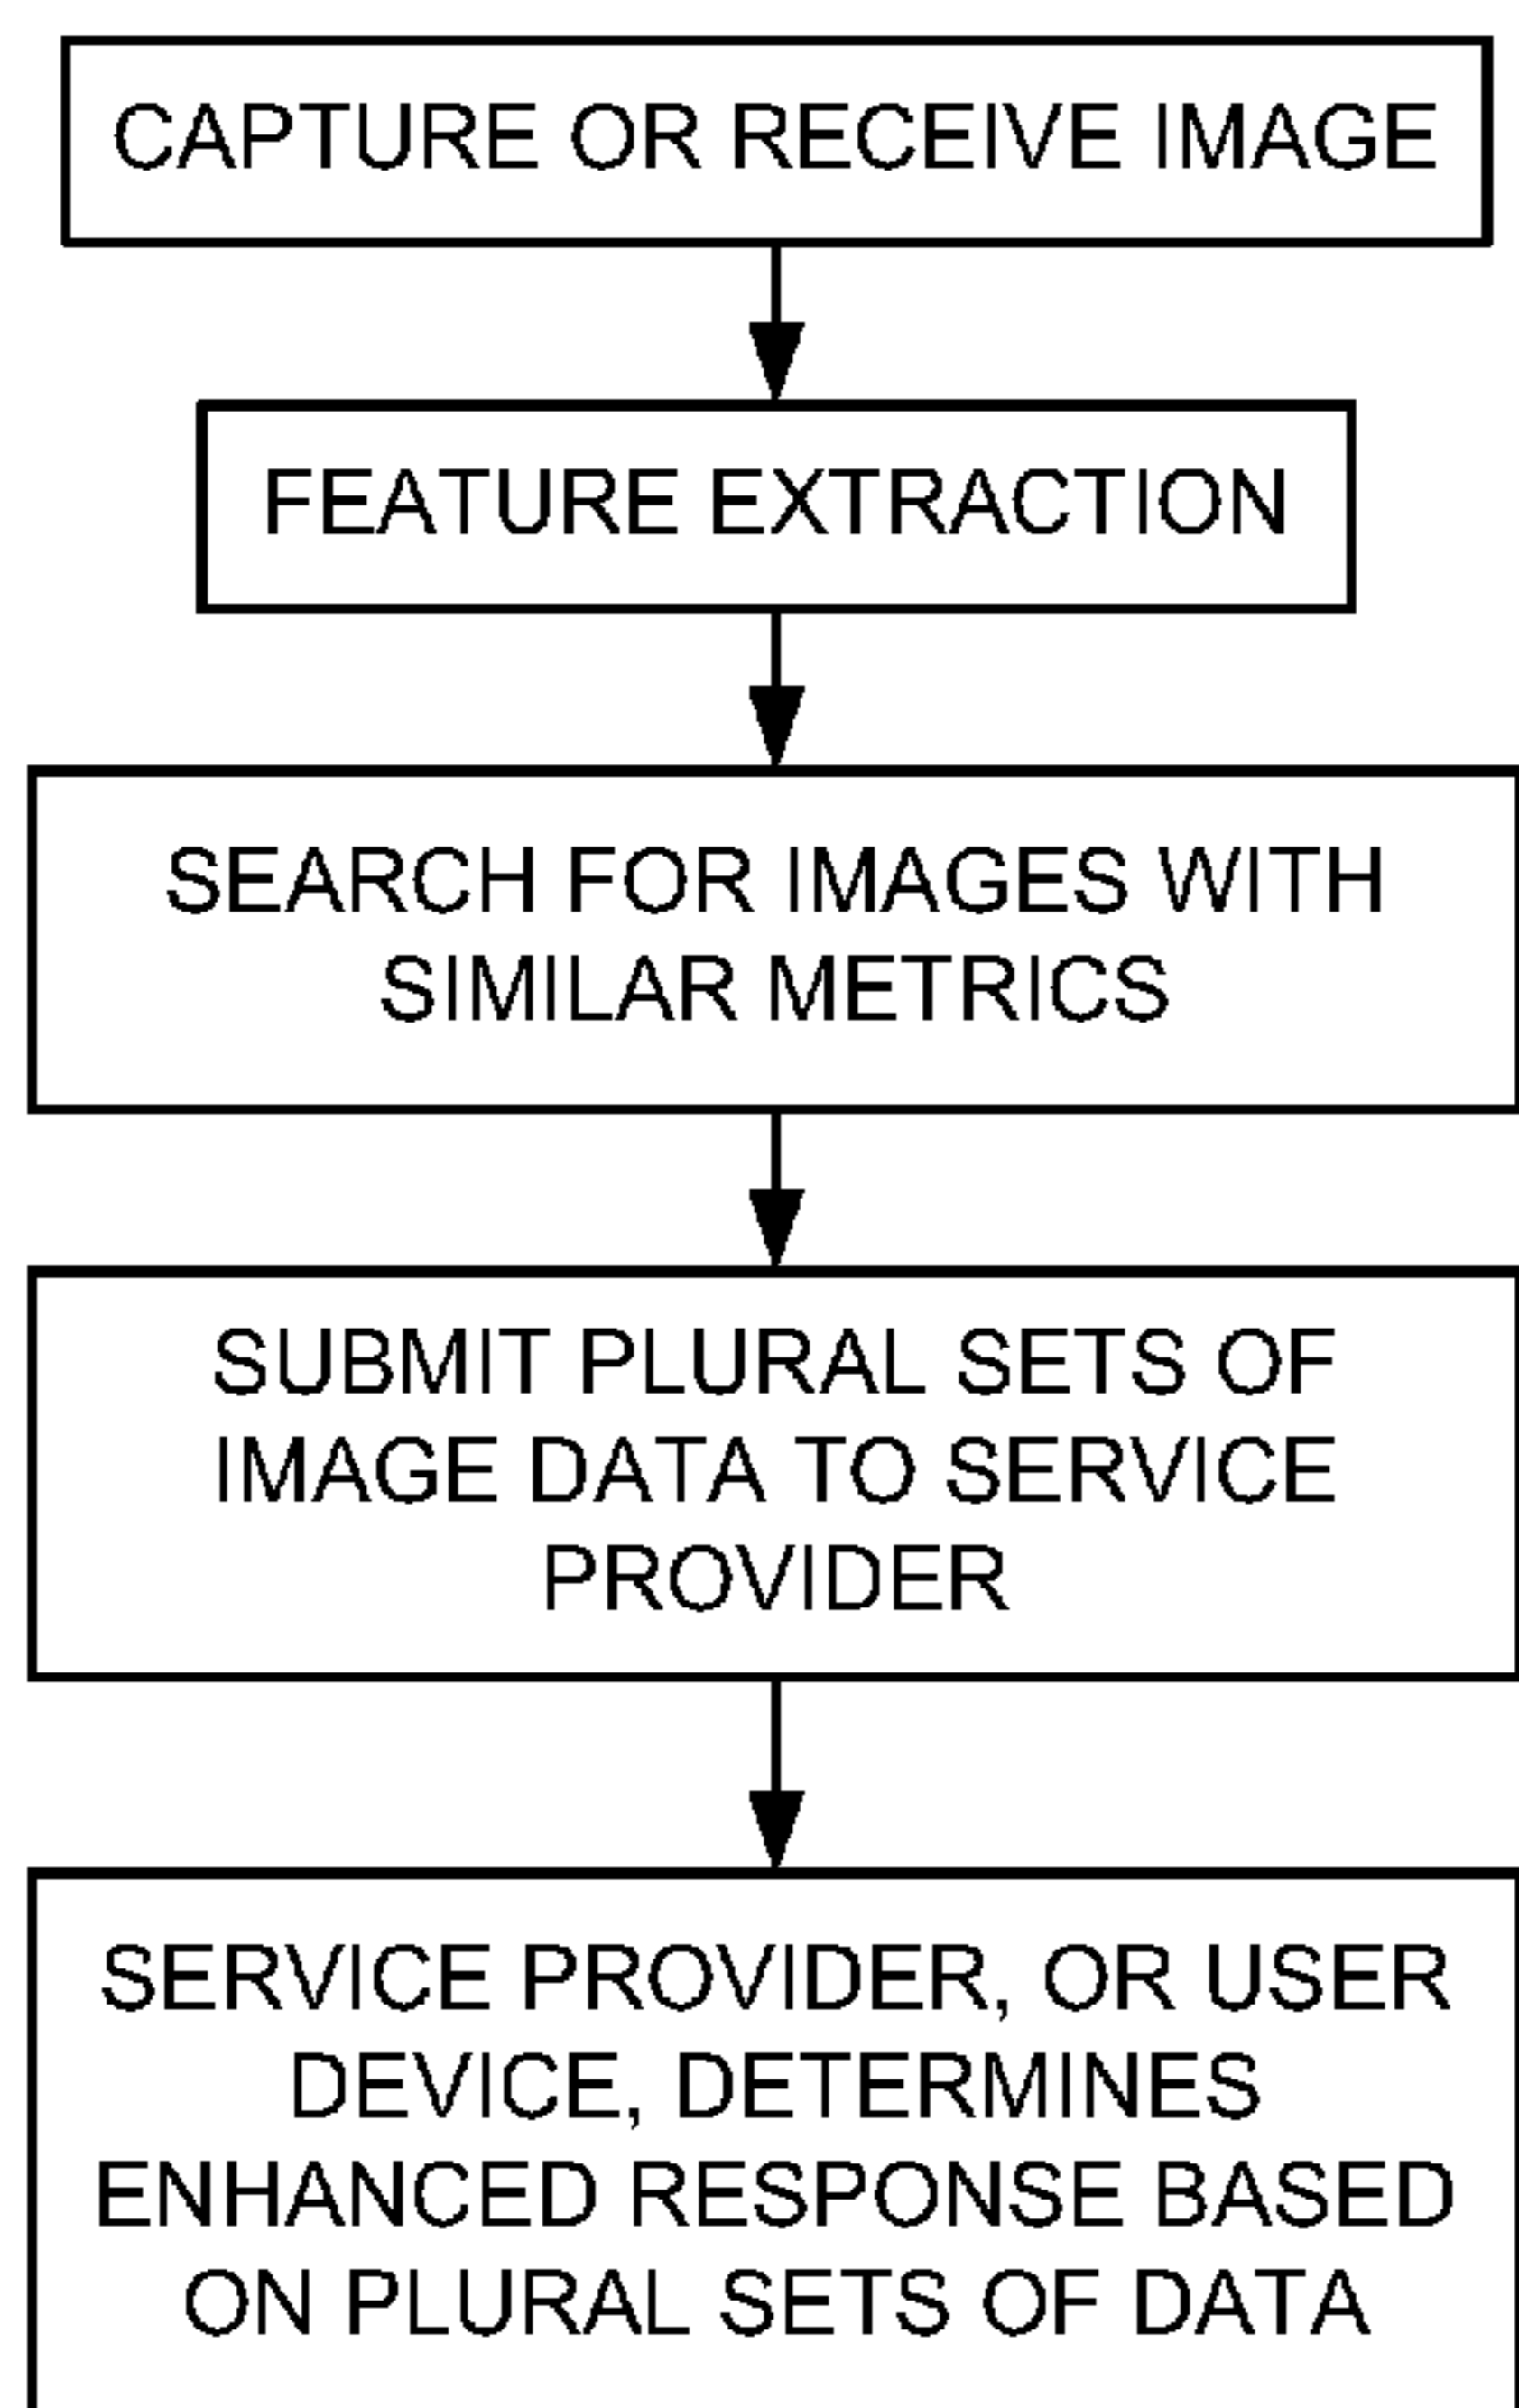 CAPTURE OR RECEIVE IMAGE
FEATURE EXTRACTION
SEARCH FOR IMAGES WITH
SIMILAR METRICS
SUBMIT PLURAL SETS OF
IMAGE DATA TO SERVICE
PROVIDER
SERVICE PROVIDER, OR USER
DEVICE, DETERMINES
ENHANCED RESPONSE BASED
ON PLURAL SETS OF DATA